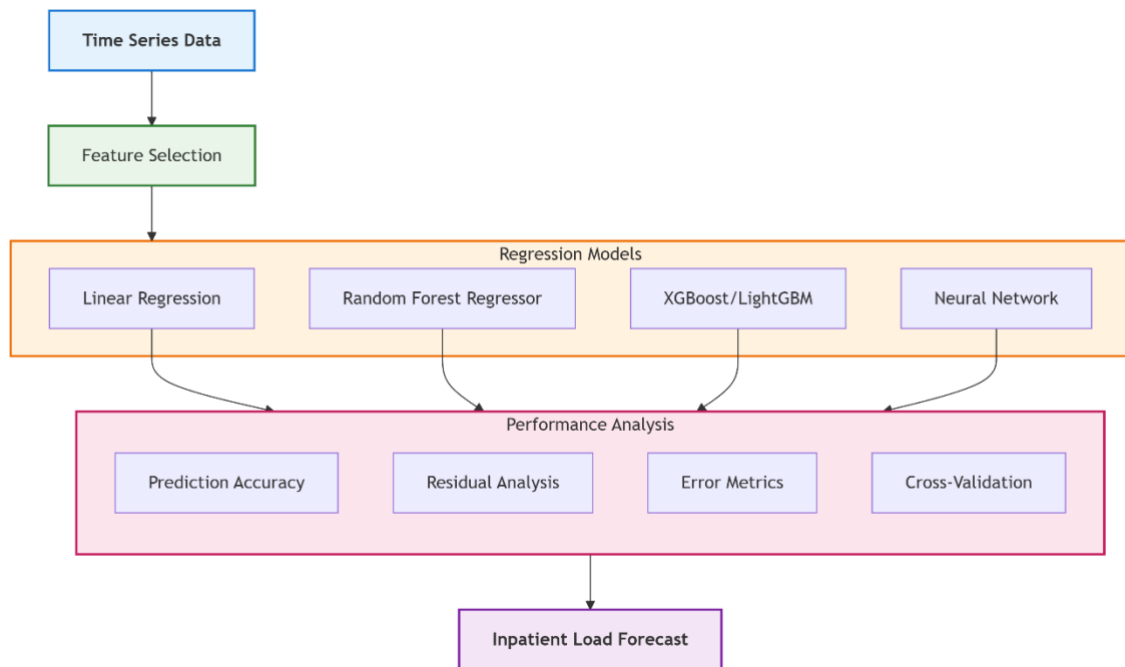 Time Series Data
Feature Selection
Regression Models
Linear Regression
Random Forest Regressor
XGBoost/LightGBM
Neural Network
Performance Analysis
Prediction Accuracy
Residual Analysis
Error Metrics
Cross-Validation
Inpatient Load Forecast